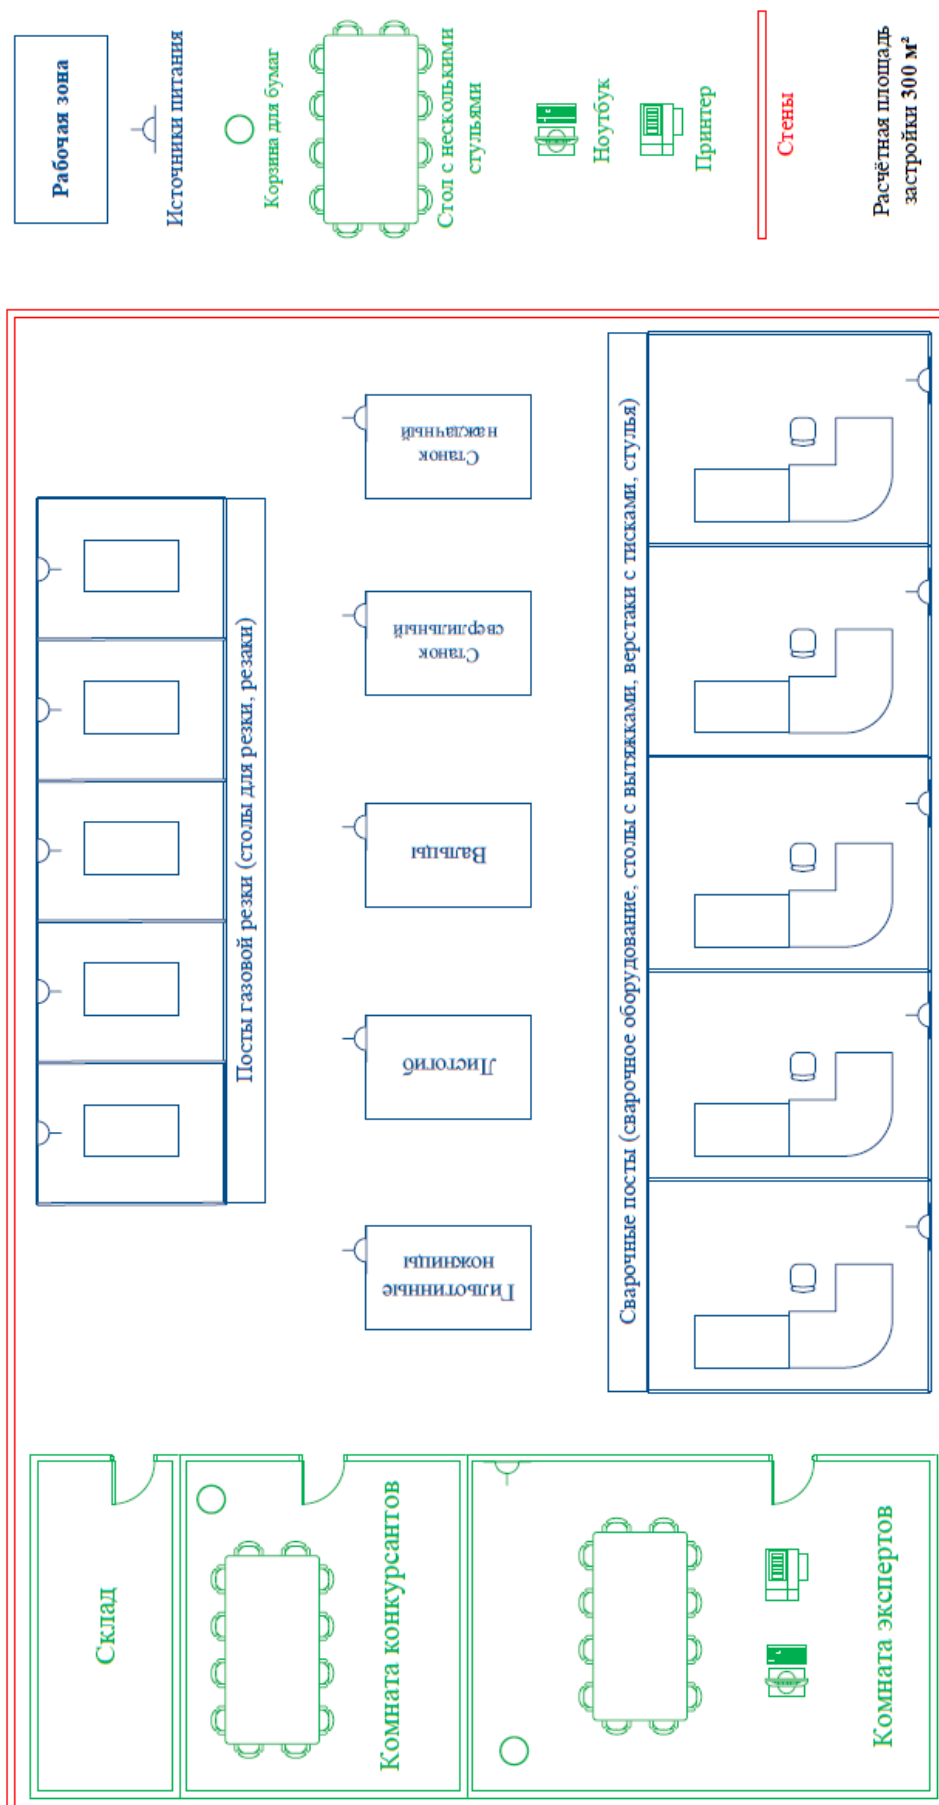 Рабочая зона
Источники питания
Корзина для бумаг
Стол с несколькими
стульями
Ноутбук
Принтер
Стены
Расчётная площадь
застройки 300 м²
Посты газовой резки (столы для резки, резаки)
Станок
наждачный
Станок
сверлильный
Вальцы
Листогиб
Гильотинные
ножницы
Сварочные посты (сварочное оборудование, столы с вытяжками, верстаки с тисками, стулья)
Склад
Комната конкурсантов
Комната экспертов